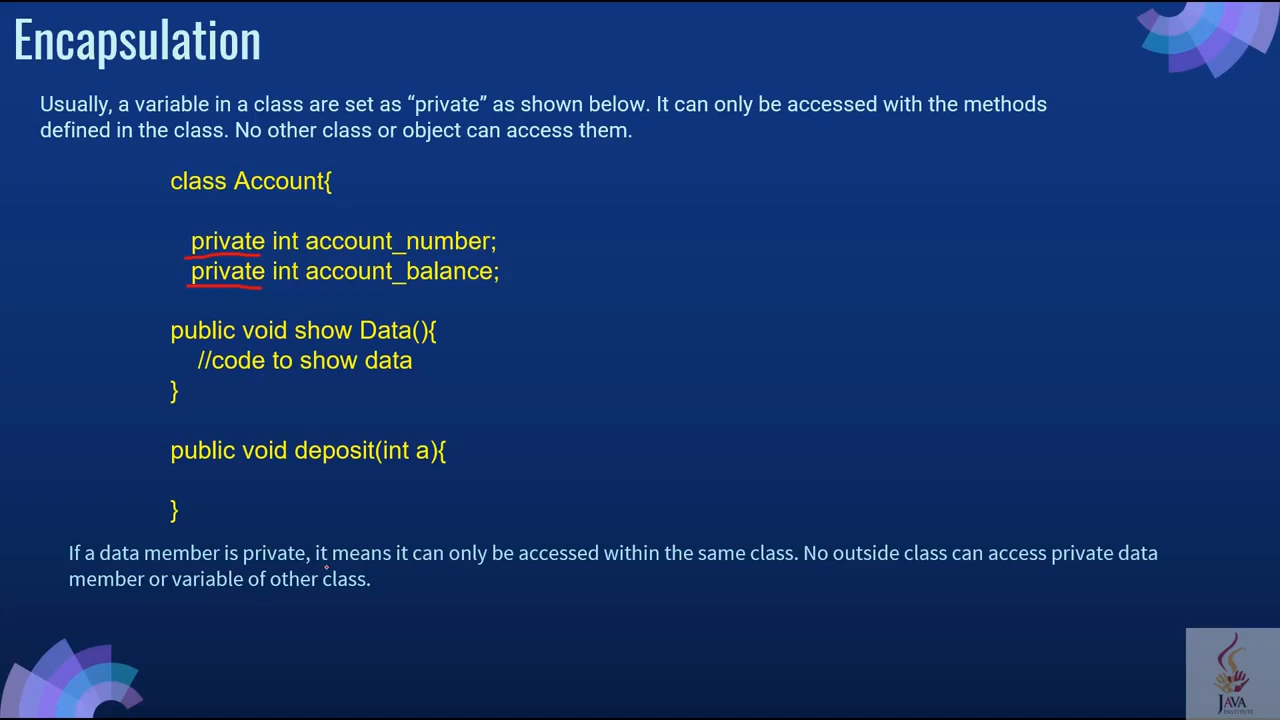 Encapsulation
Usually, a variable in a class are set as “private” as shown below. It can only be accessed with the methods
defined in the class. No other class or object can access them.
class Account{
private int account_number;
private int account_balance;
public void show Data(){
//code to show data
}
public void deposit(int a){
}
If a data member is private, it means it can only be accessed within the same class. No outside class can access private data
member or variable of other class.
JAVA
INSTITUTE